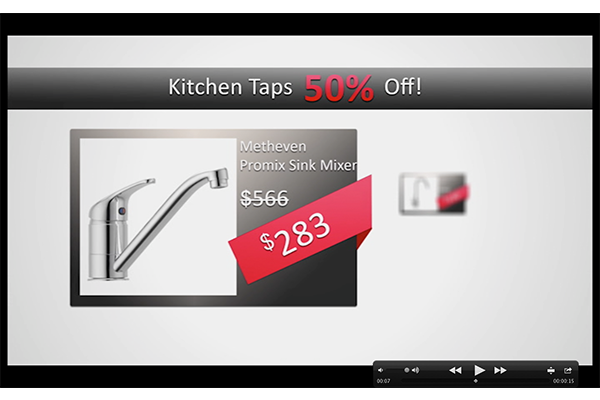 Kitchen Taps 50% Off!
Metheven
Promix Sink Mixer
$566
$283
00:07
00:00:15